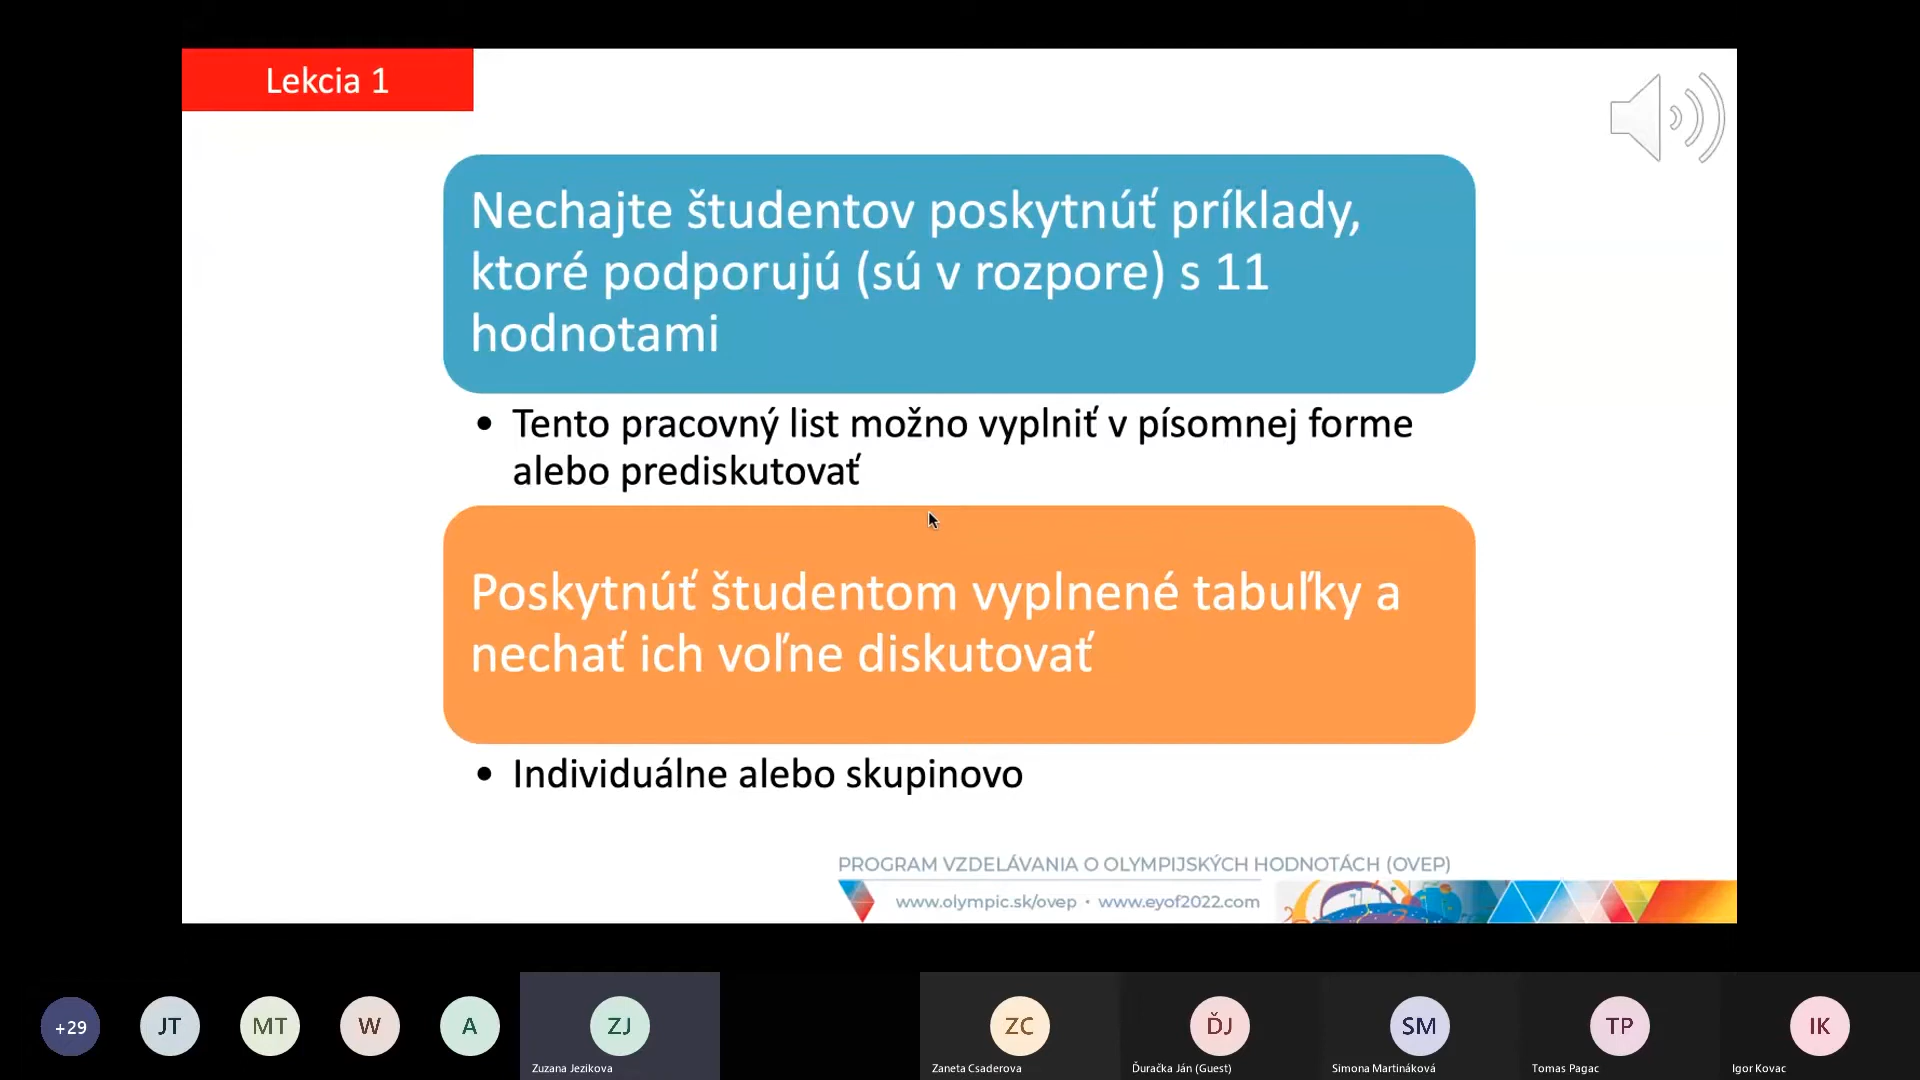 Lekcia 1
Nechajte študentov poskytnúť príklady,
ktoré podporujú (sú v rozpore) s 11
hodnotami
• Tento pracovný list možno vyplniť v písomnej forme
alebo prediskutovať
Poskytnúť študentom vyplnené tabuľky a
nechať ich voľne diskutovať
• Individuálne alebo skupinovo
PROGRAM VZDELÁVANIA O OLYMPIJSKÝCH HODNOTÁCH (OVEP)
www.olympic.sk/ovep • www.eyof2022.com
+29 JT MT W A ZJ ZC ĎJ SM TP IK
Zuzana Jezikova Zaneta Csaderova Ďuračka Ján (Guest) Simona Martináková Tomas Pagac Igor Kovac